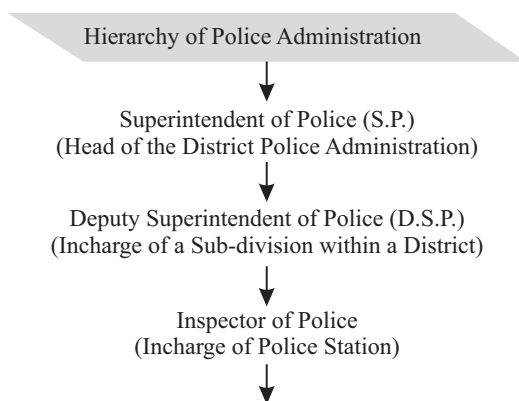 Hierarchy of Police Administration
Superintendent of Police (S.P.)
(Head of the District Police Administration)
Deputy Superintendent of Police (D.S.P.)
(Incharge of a Sub-division within a District)
Inspector of Police
(Incharge of Police Station)